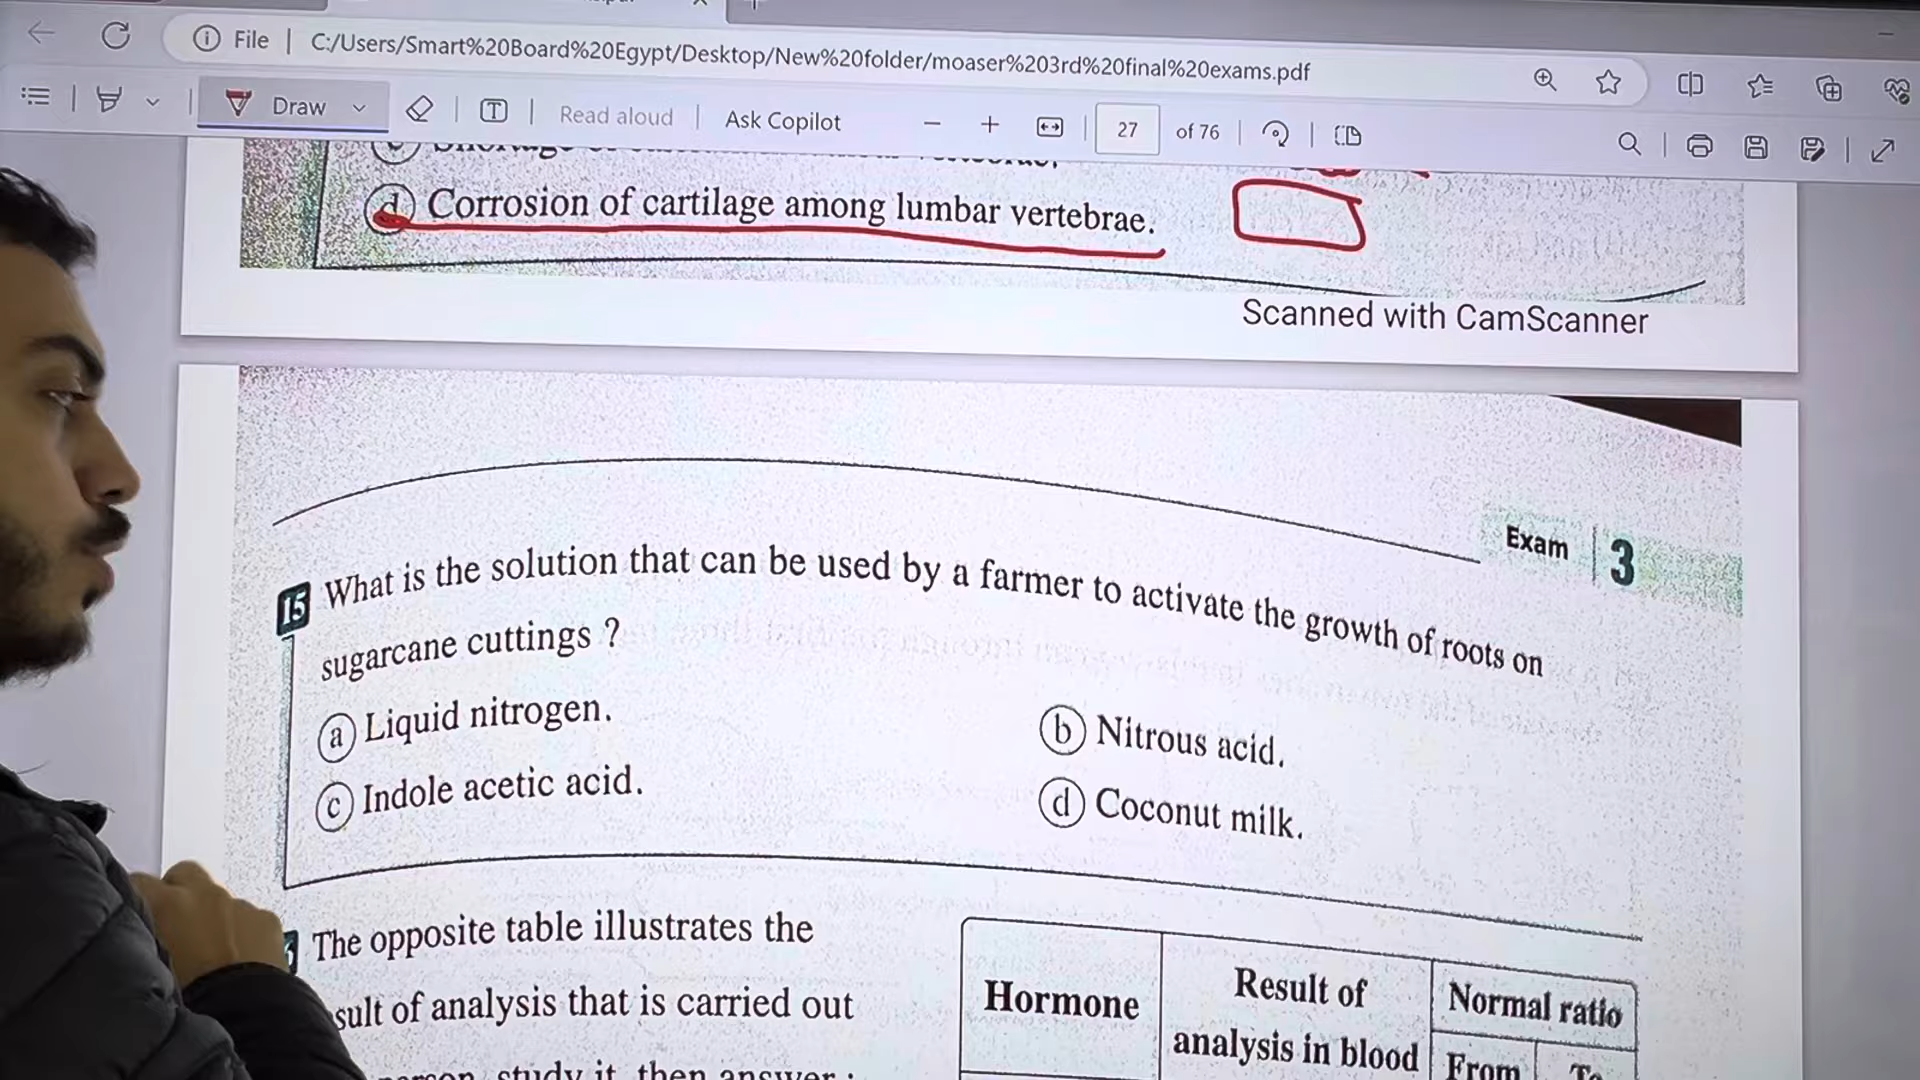 File | C:/Users/Smart%20Board%20Egypt/Desktop/New%20folder/moaser%203rd%20final%20exams.pdf
Draw
Read aloud
Ask Copilot
27 of 76
d Corrosion of cartilage among lumbar vertebrae.
Scanned with CamScanner
Exam 3
15 What is the solution that can be used by a farmer to activate the growth of roots on
sugarcane cuttings ?
a Liquid nitrogen.
b Nitrous acid.
c Indole acetic acid.
d Coconut milk.
The opposite table illustrates the
sult of analysis that is carried out
study it, then answer :
Hormone
Result of
analysis in blood
Normal ratio
From
To